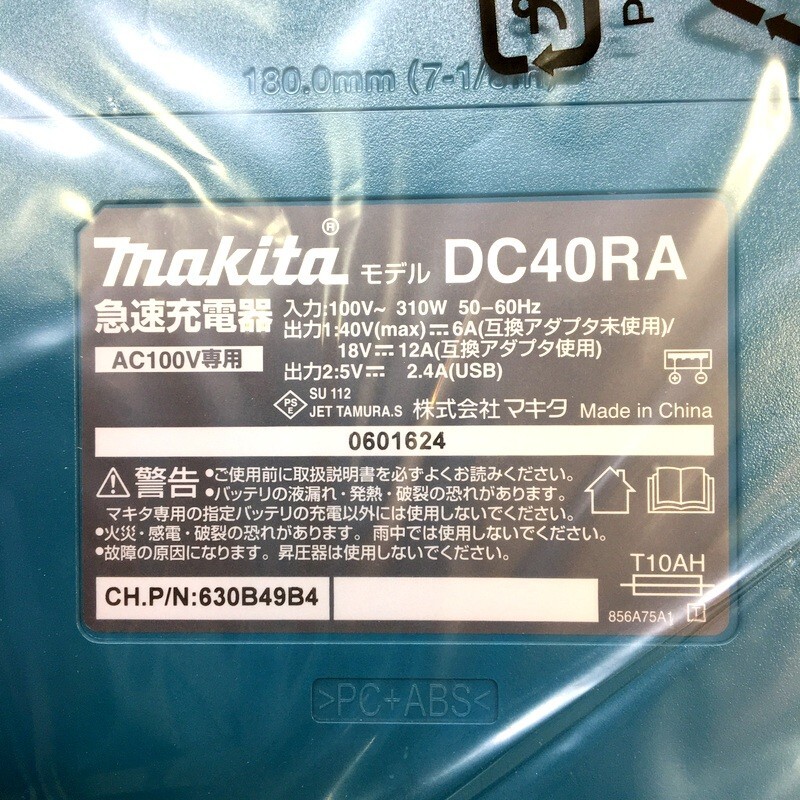 P
180.0mm (7-1/8in)
makita® モデル DC40RA
急速充電器
AC100V専用
入力:100V~ 310W 50-60Hz
出力1:40V(max)⎓6A(互換アダプタ未使用)/
18V⎓12A(互換アダプタ使用)
出力2:5V⎓ 2.4A(USB)
PSE
SU 112
JET TAMURA.S 株式会社 マキタ Made in China
0601624
警告 •ご使用前に取扱説明書を必ずよくお読みください。
•バッテリの液漏れ・発熱・破裂の恐れがあります。
マキタ専用の指定バッテリの充電以外には使用しないでください。
•火災・感電・破裂の恐れがあります。雨中では使用しないでください。
•故障の原因になります。昇圧器は使用しないでください。
T10AH
CH.P/N:630B49B4
856A75A1 T
>PC+ABS<